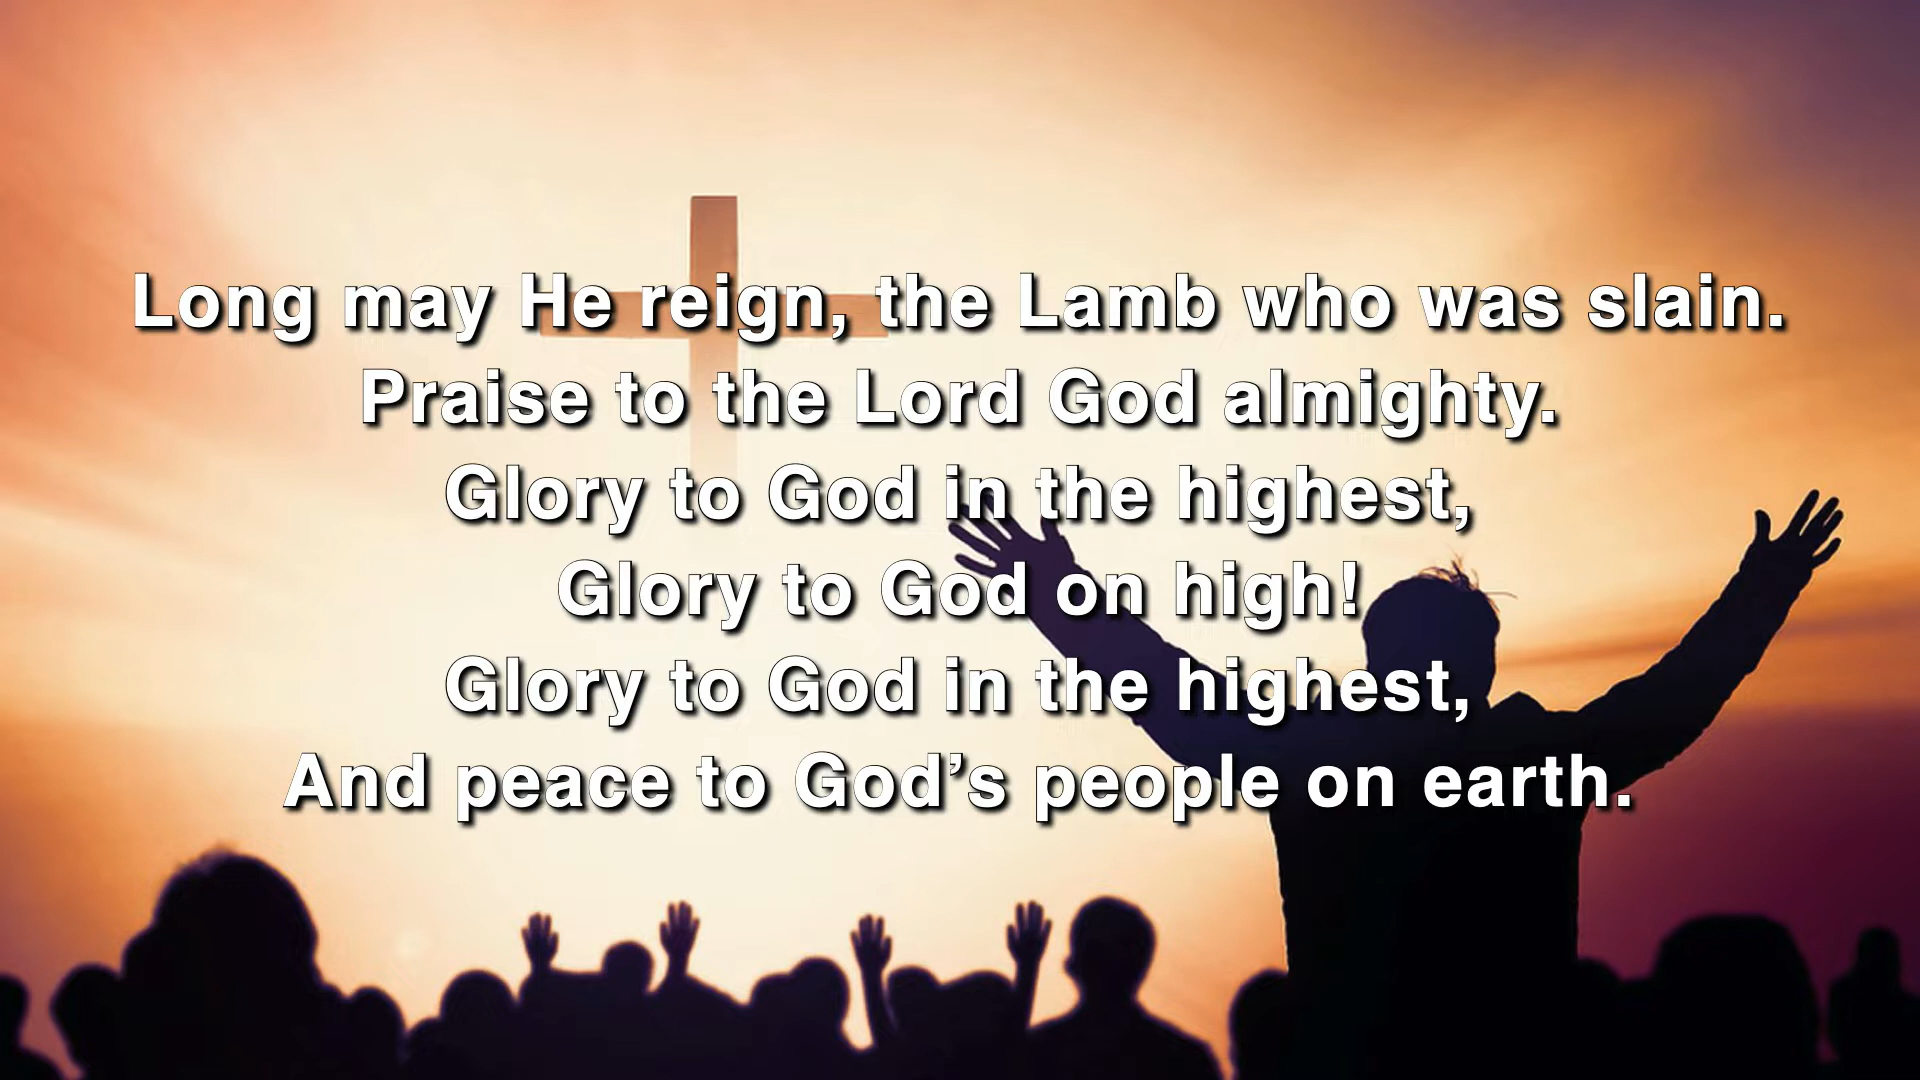 Long may He reign, the Lamb who was slain.
Praise to the Lord God almighty.
Glory to God in the highest,
Glory to God on high!
Glory to God in the highest,
And peace to God’s people on earth.